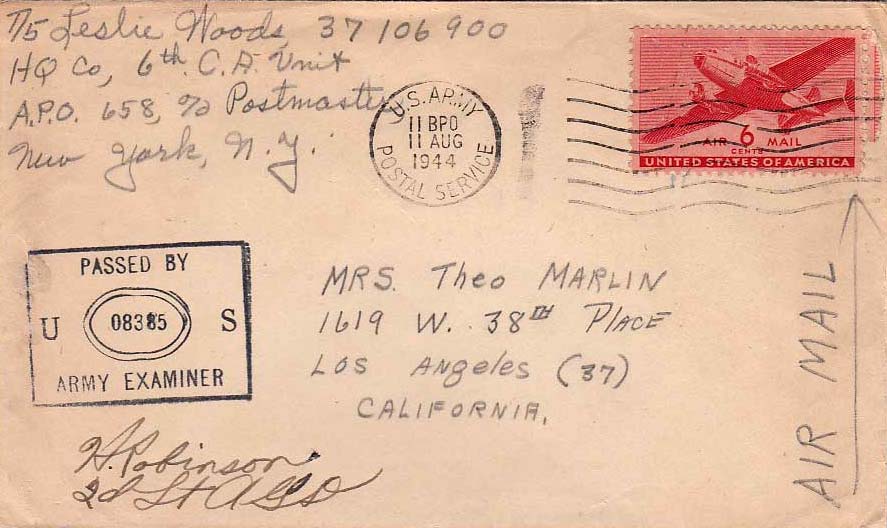 T/5 Leslie Woods 37 106 900
HQ Co, 6th. C.A. Unit
A.P.O. 658, c/o Postmaster
New York, N.Y.
U.S. ARMY
11 BPO
11 AUG
1944
POSTAL SERVICE
AIR 6 MAIL
CENTS
UNITED STATES OF AMERICA
PASSED BY
U 08385 S
ARMY EXAMINER
MRS. Theo MARLIN
1619 W. 38TH PLACE
LOS ANgeles (37)
CALIFORNIA.
AIR MAIL
H. Robinson
2d Lt AGD